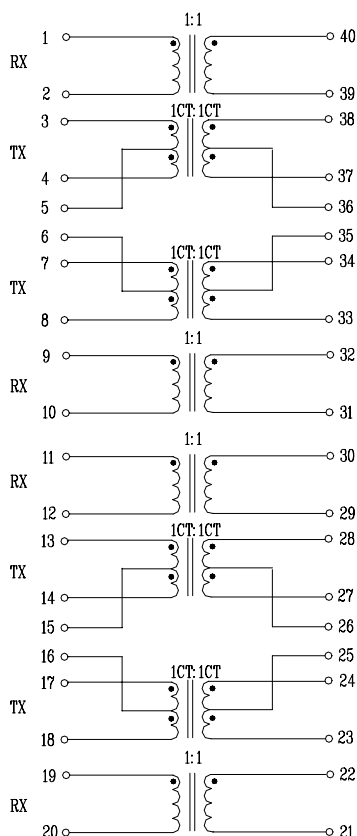 1:1
1 40
RX
2 39
1CT:1CT
3 38
TX
4 37
5 36
6 35
1CT:1CT
7 34
TX
8 33
1:1
9 32
RX
10 31
1:1
11 30
RX
12 29
1CT:1CT
13 28
TX
14 27
15 26
16 25
1CT:1CT
17 24
TX
18 23
1:1
19 22
RX
20 21